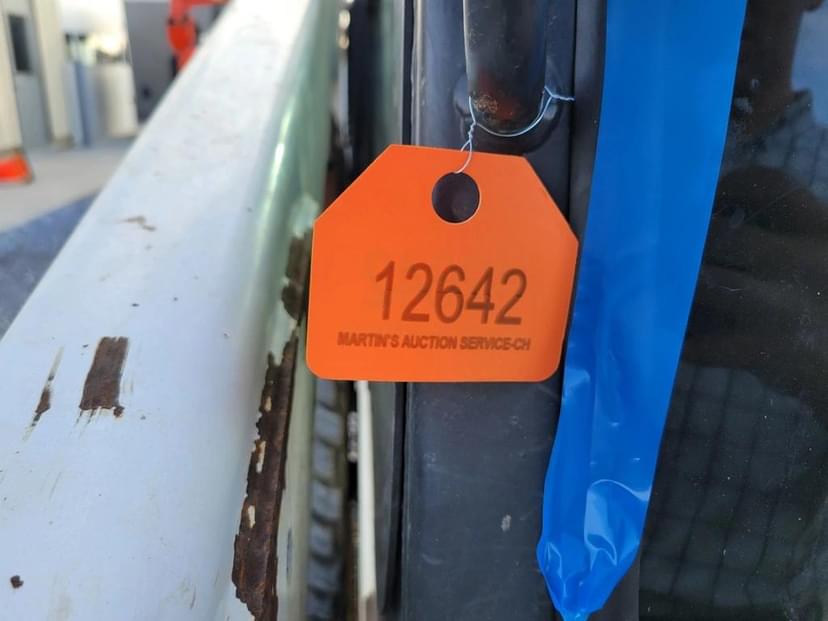 12642
MARTIN'S AUCTION SERVICE-CH